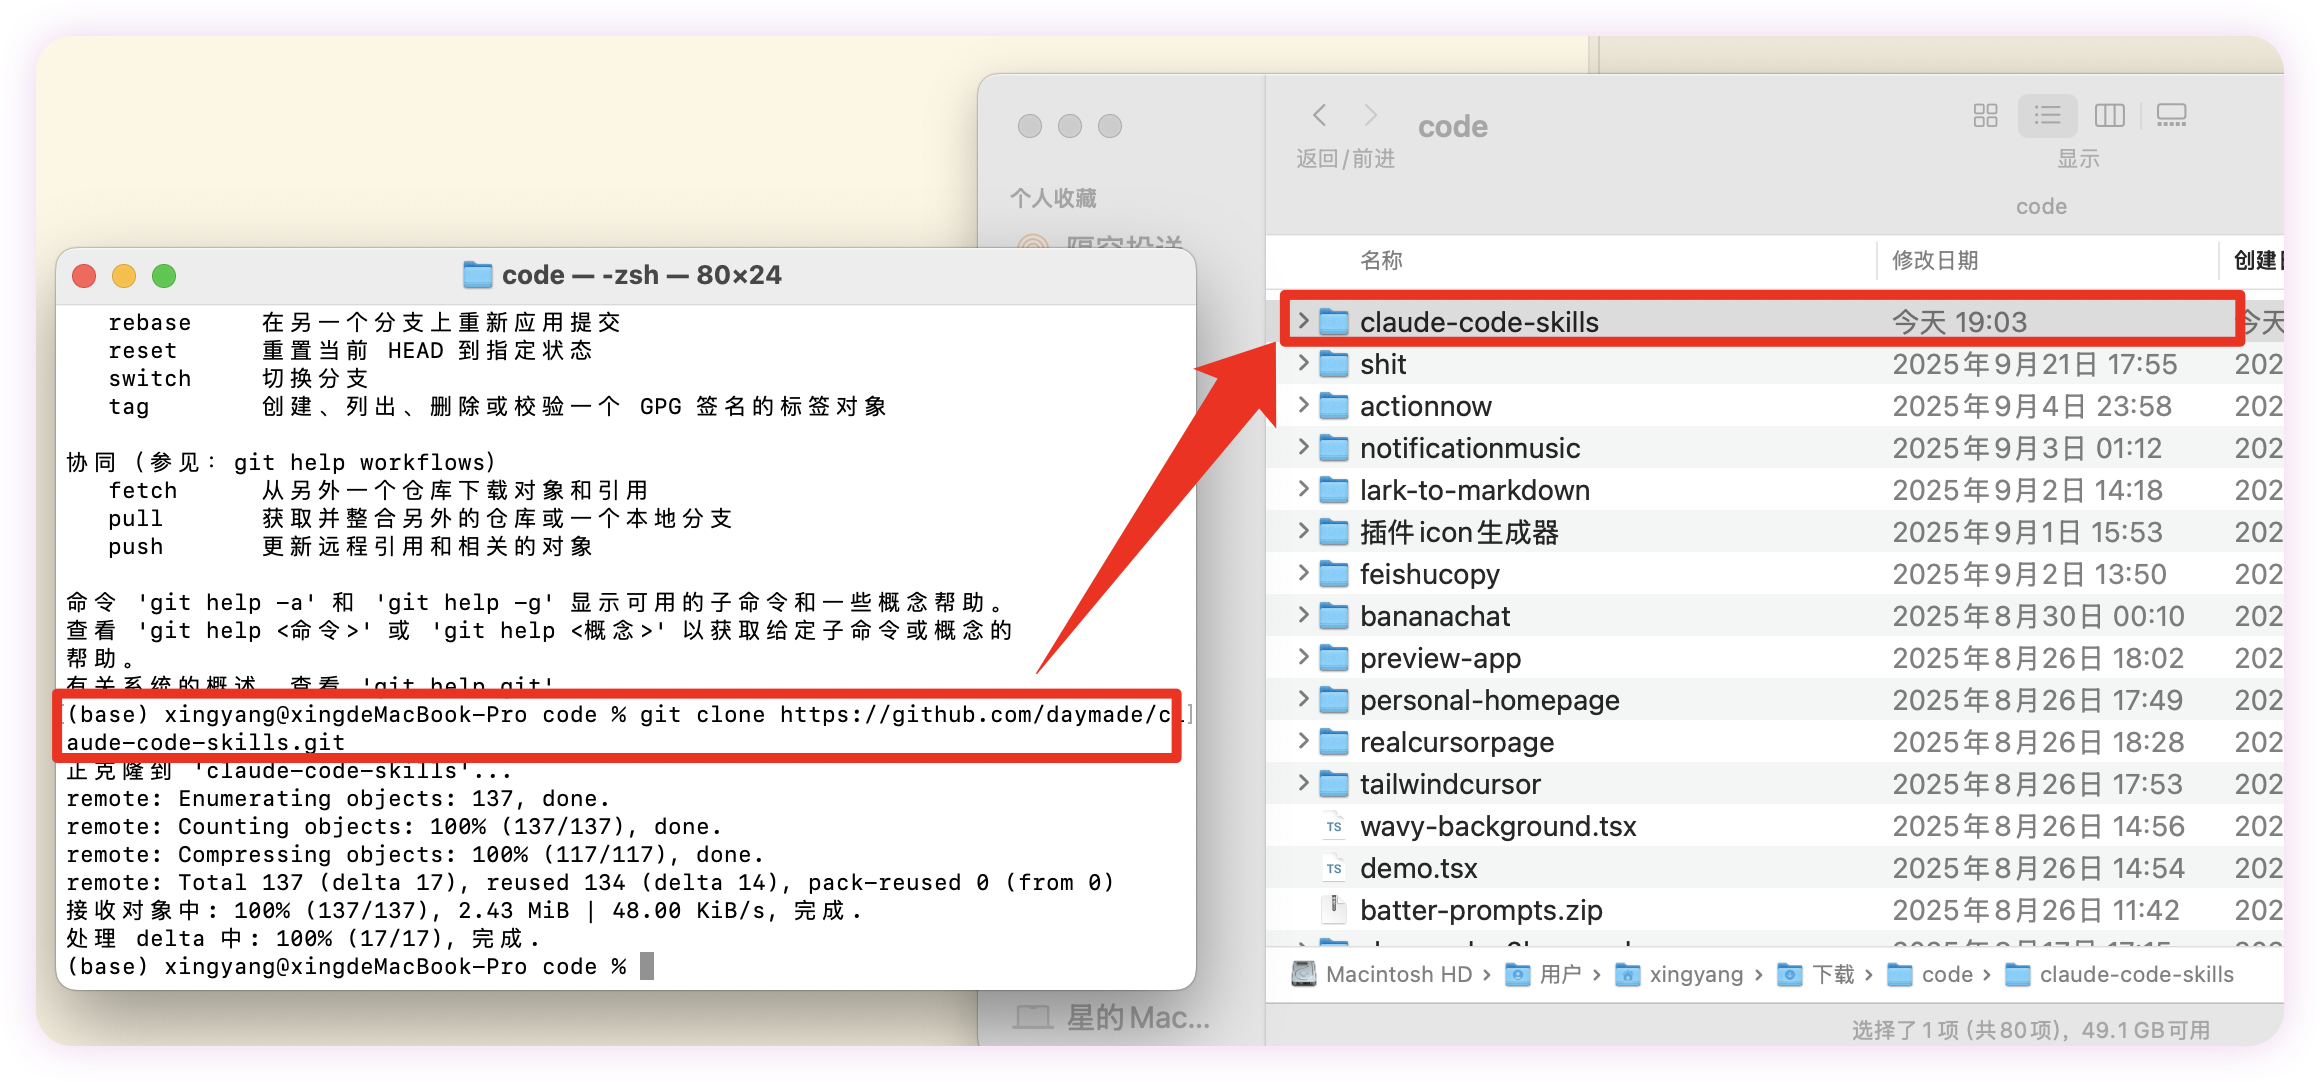 code — -zsh — 80×24
rebase 在另一个分支上重新应用提交
reset 重置当前 HEAD 到指定状态
switch 切换分支
tag 创建、列出、删除或校验一个 GPG 签名的标签对象
协同（参见：git help workflows）
fetch 从另外一个仓库下载对象和引用
pull 获取并整合另外的仓库或一个本地分支
push 更新远程引用和相关的对象
命令 'git help -a' 和 'git help -g' 显示可用的子命令和一些概念帮助。
查看 'git help <命令>' 或 'git help <概念>' 以获取给定子命令或概念的
帮助。
有关系统的概述，查看 'git help git'
(base) xingyang@xingdeMacBook-Pro code % git clone https://github.com/daymade/cl
aude-code-skills.git
正克隆到 'claude-code-skills'...
remote: Enumerating objects: 137, done.
remote: Counting objects: 100% (137/137), done.
remote: Compressing objects: 100% (117/117), done.
remote: Total 137 (delta 17), reused 134 (delta 14), pack-reused 0 (from 0)
接收对象中: 100% (137/137), 2.43 MiB | 48.00 KiB/s, 完成.
处理 delta 中: 100% (17/17), 完成.
(base) xingyang@xingdeMacBook-Pro code %
个人收藏
隔空投送
星的Mac...
返回/前进
code
显示
code
名称 修改日期 创建日
claude-code-skills 今天 19:03 今天
shit 2025年9月21日 17:55 202
actionnow 2025年9月4日 23:58 202
notificationmusic 2025年9月3日 01:12 202
lark-to-markdown 2025年9月2日 14:18 202
插件icon生成器 2025年9月1日 15:53 202
feishucopy 2025年9月2日 13:50 202
bananachat 2025年8月30日 00:10 202
preview-app 2025年8月26日 18:02 202
personal-homepage 2025年8月26日 17:49 202
realcursorpage 2025年8月26日 18:28 202
tailwindcursor 2025年8月26日 17:53 202
TS wavy-background.tsx 2025年8月26日 14:56 202
TS demo.tsx 2025年8月26日 14:54 202
batter-prompts.zip 2025年8月26日 11:42 202
Macintosh HD › 用户 › xingyang › 下载 › code › claude-code-skills
选择了1项 (共80项)，49.1 GB可用